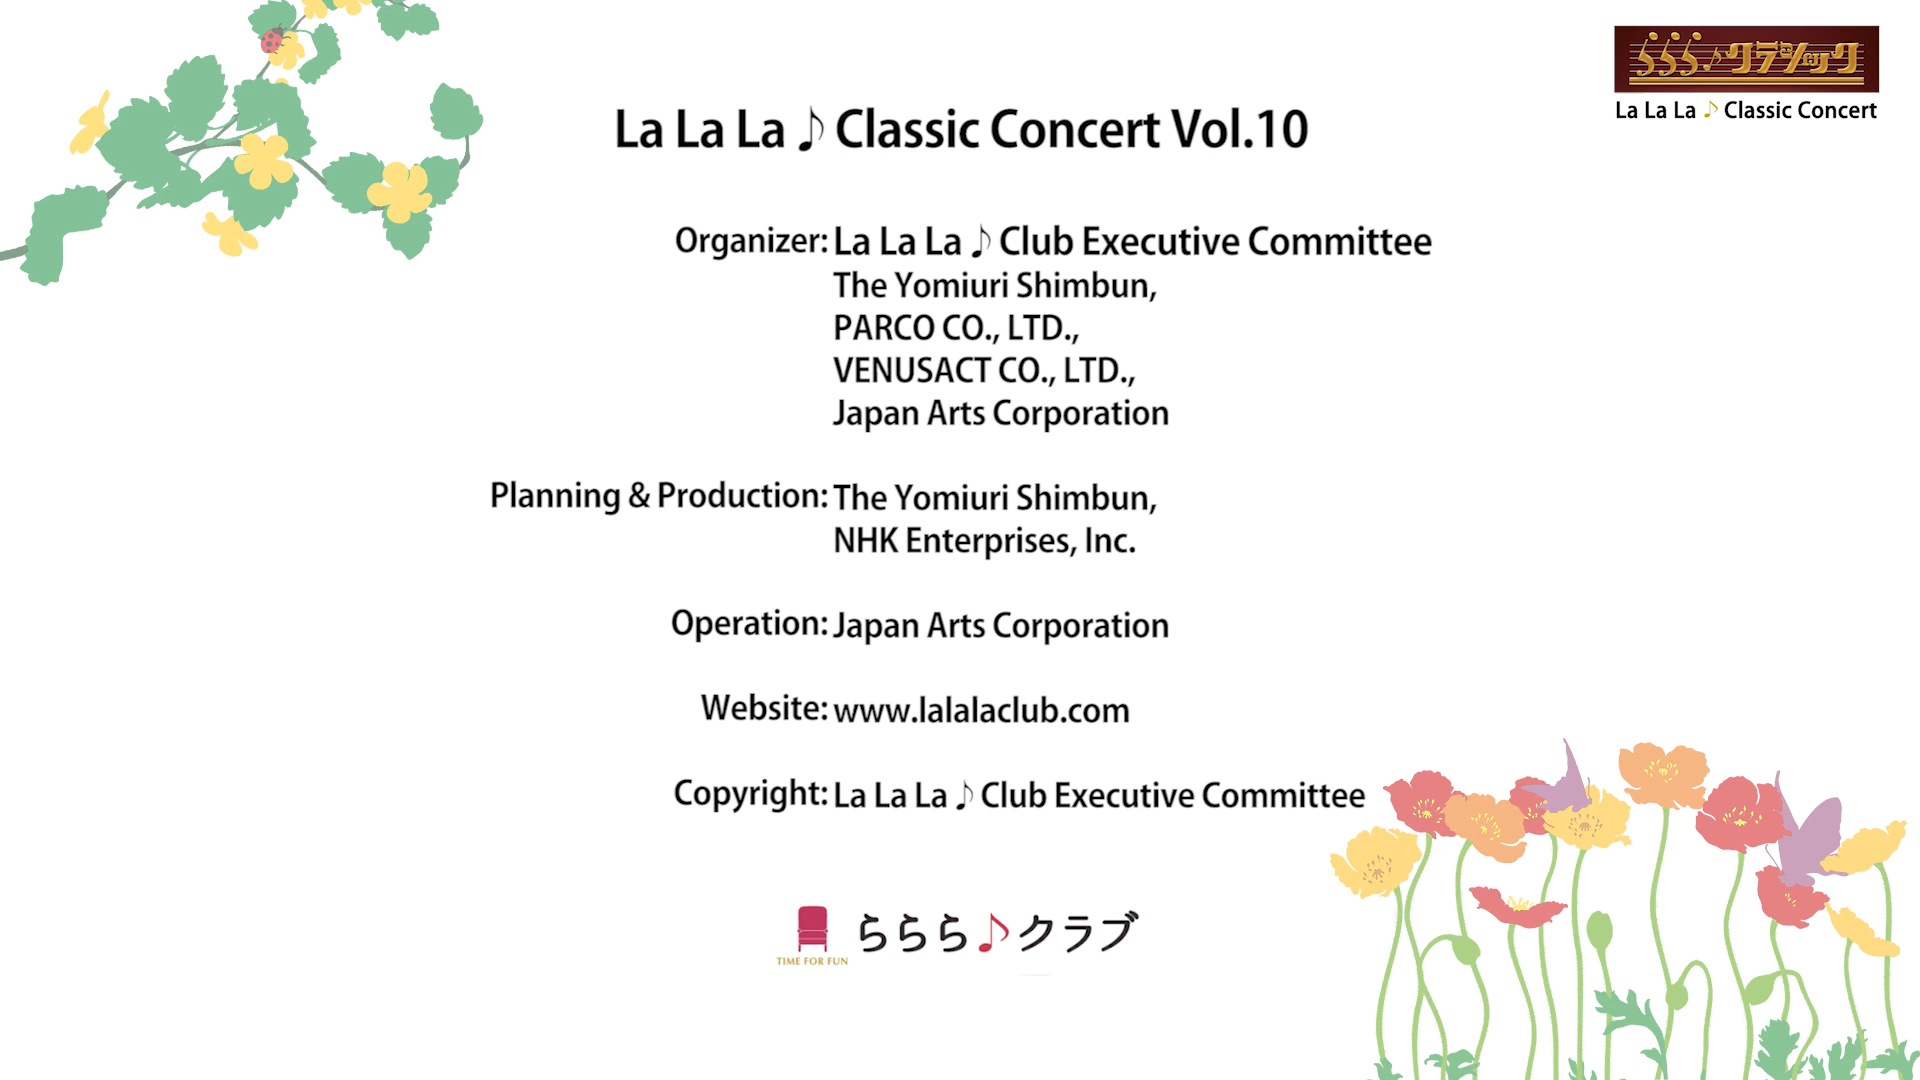 ららら♪クラシック
La La La ♪ Classic Concert
La La La ♪ Classic Concert Vol.10
Organizer: La La La ♪ Club Executive Committee
The Yomiuri Shimbun,
PARCO CO., LTD.,
VENUSACT CO., LTD.,
Japan Arts Corporation
Planning & Production: The Yomiuri Shimbun,
NHK Enterprises, Inc.
Operation: Japan Arts Corporation
Website: www.lalalaclub.com
Copyright: La La La ♪ Club Executive Committee
ららら♪クラブ
TIME FOR FUN